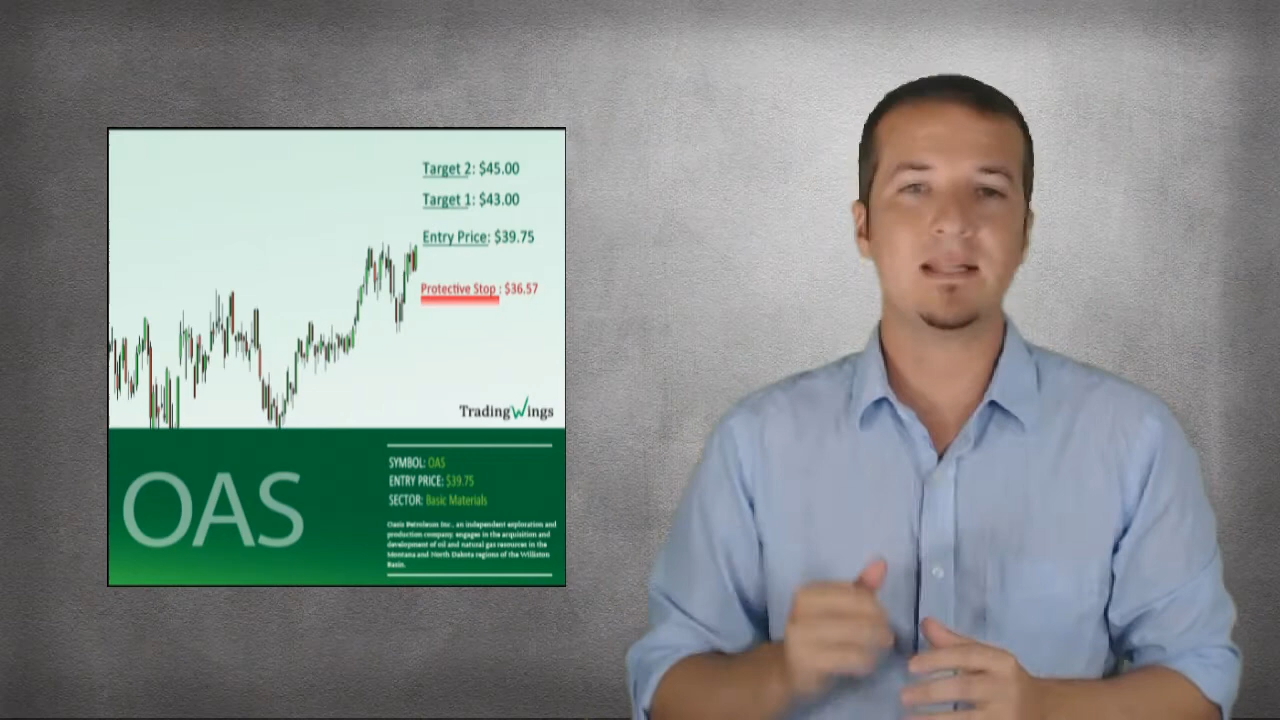 Target 2: $45.00
Target 1: $43.00
Entry Price: $39.75
Protective Stop : $36.57
TradingWings
OAS
SYMBOL: OAS
ENTRY PRICE: $39.75
SECTOR: Basic Materials
Oasis Petroleum Inc., an independent exploration and
production company, engages in the acquisition and
development of oil and natural gas resources in the
Montana and North Dakota regions of the Williston
Basin.